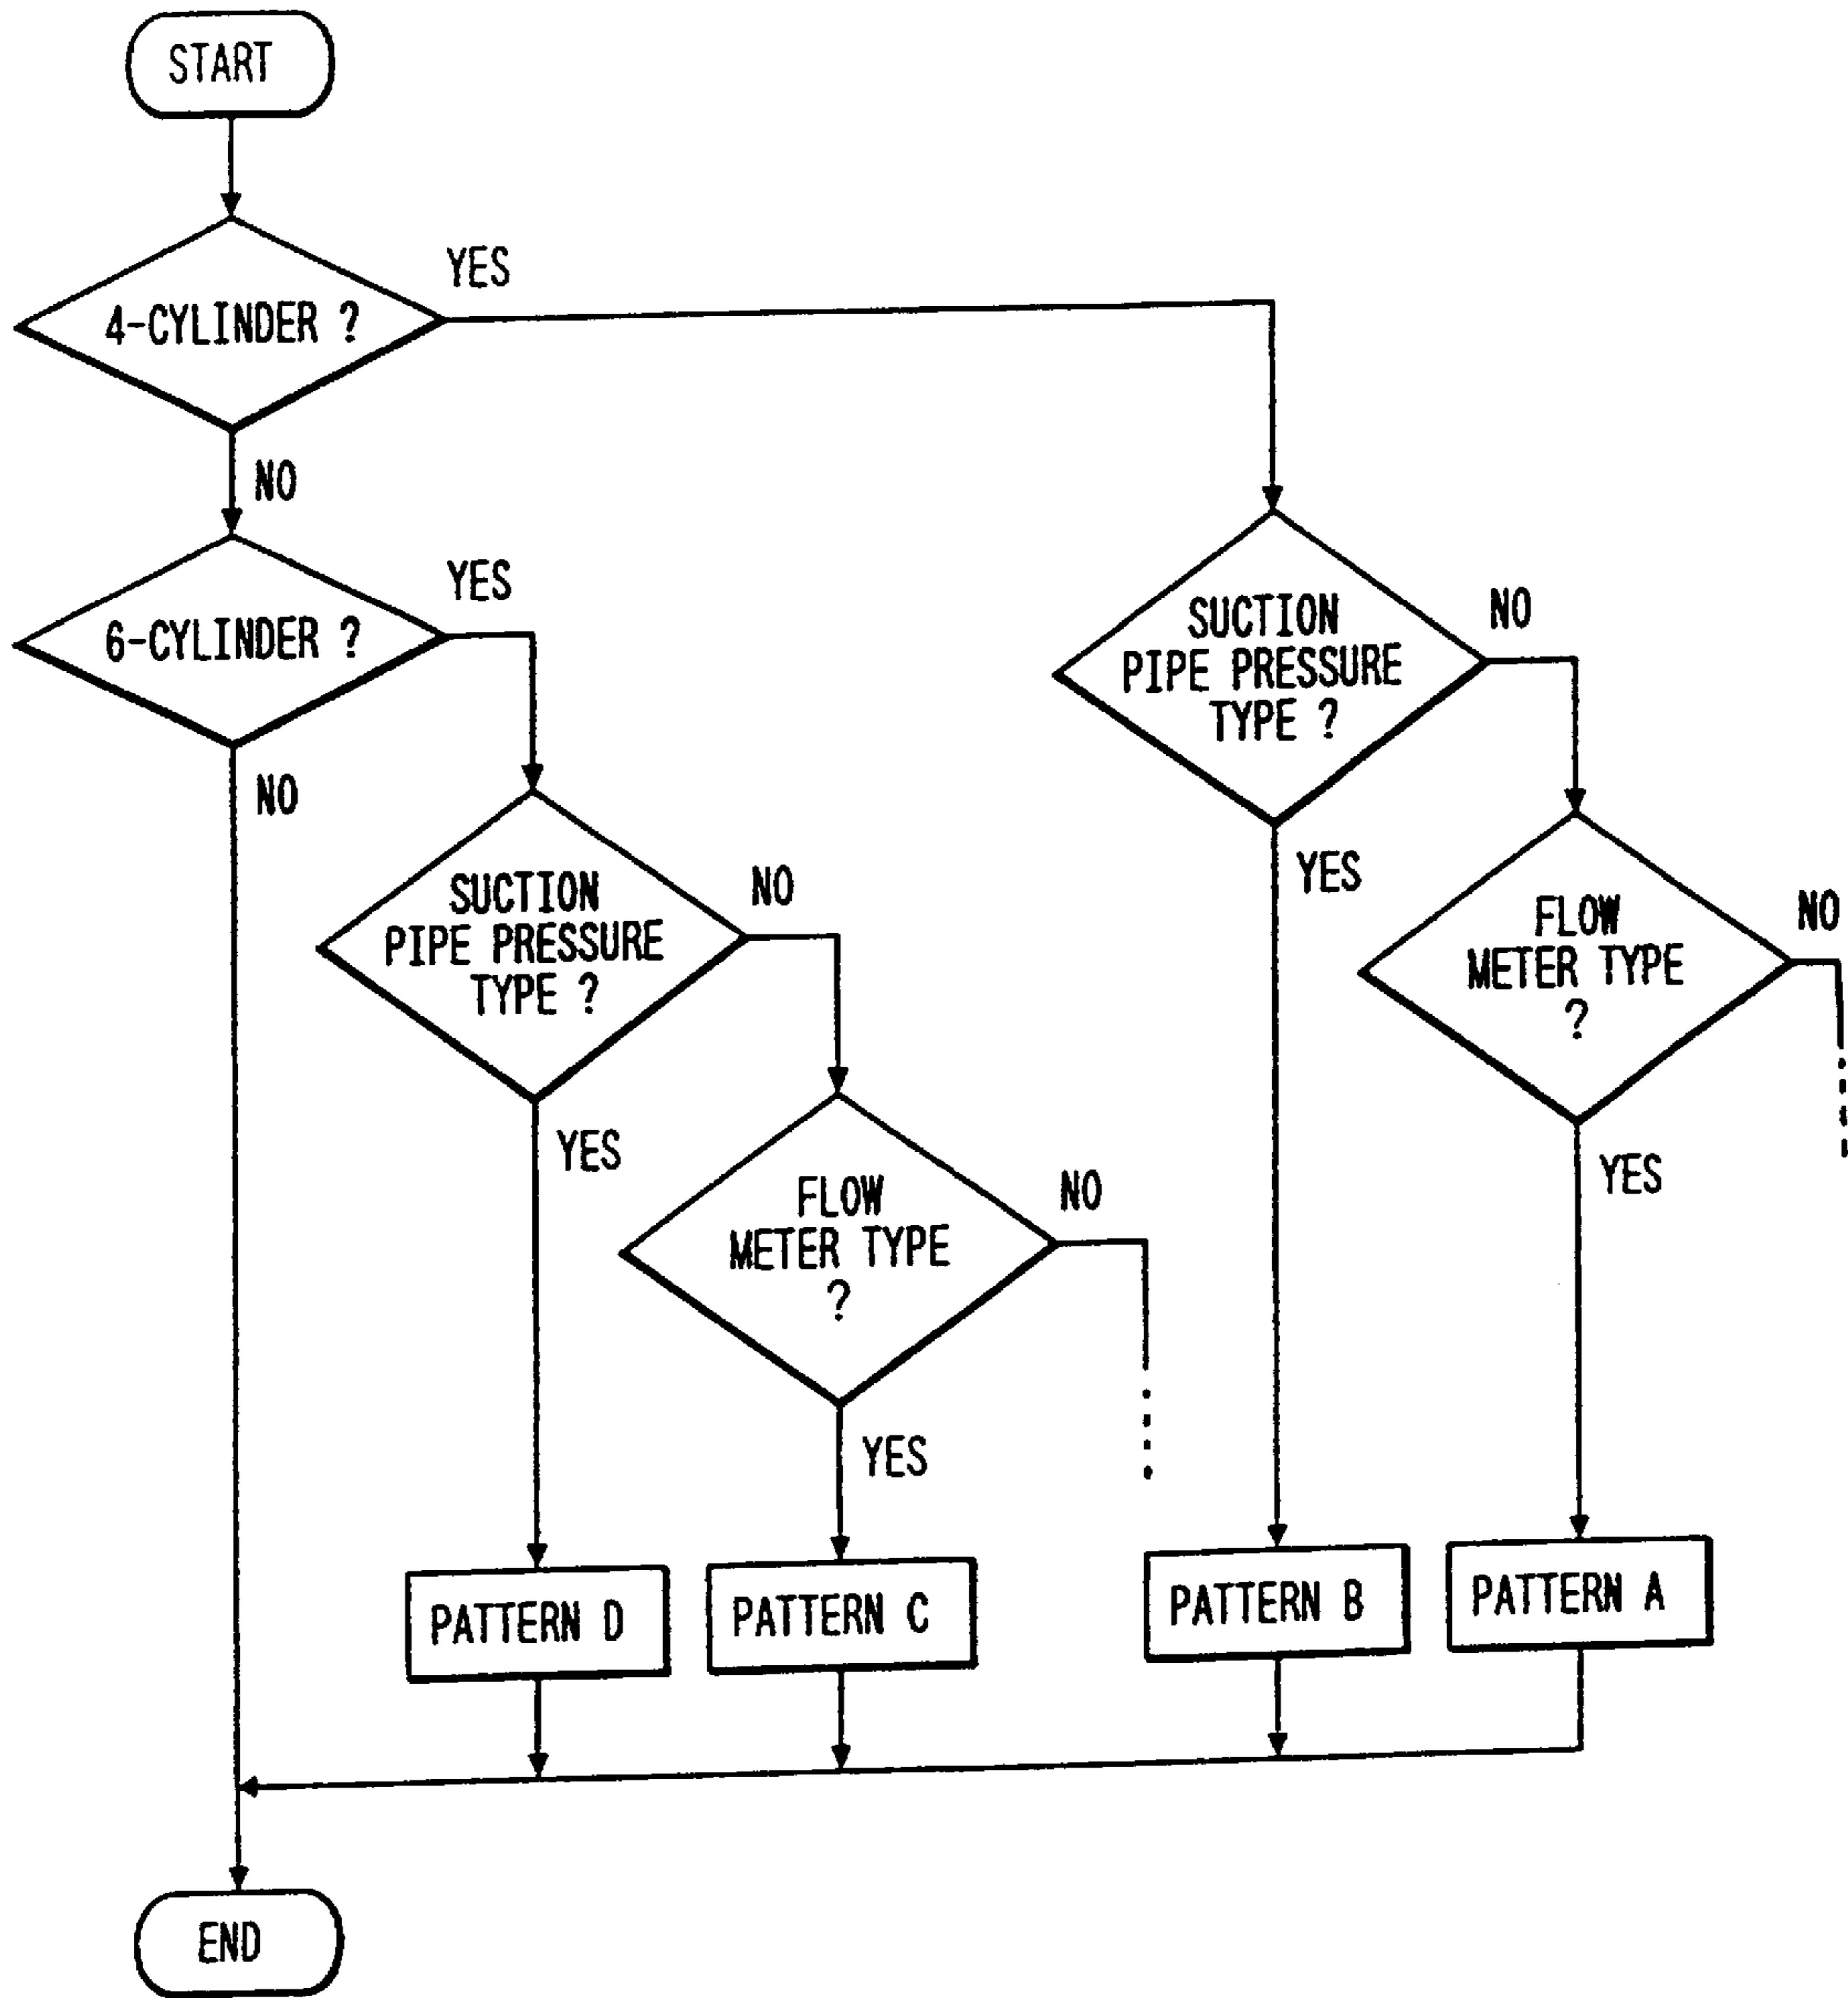 START
4-CYLINDER ?
YES
NO
6-CYLINDER ?
YES
NO
SUCTION
PIPE PRESSURE
TYPE ?
NO
YES
FLOW
METER TYPE
?
NO
YES
SUCTION
PIPE PRESSURE
TYPE ?
NO
YES
FLOW
METER TYPE
?
NO
YES
PATTERN D
PATTERN C
PATTERN B
PATTERN A
END